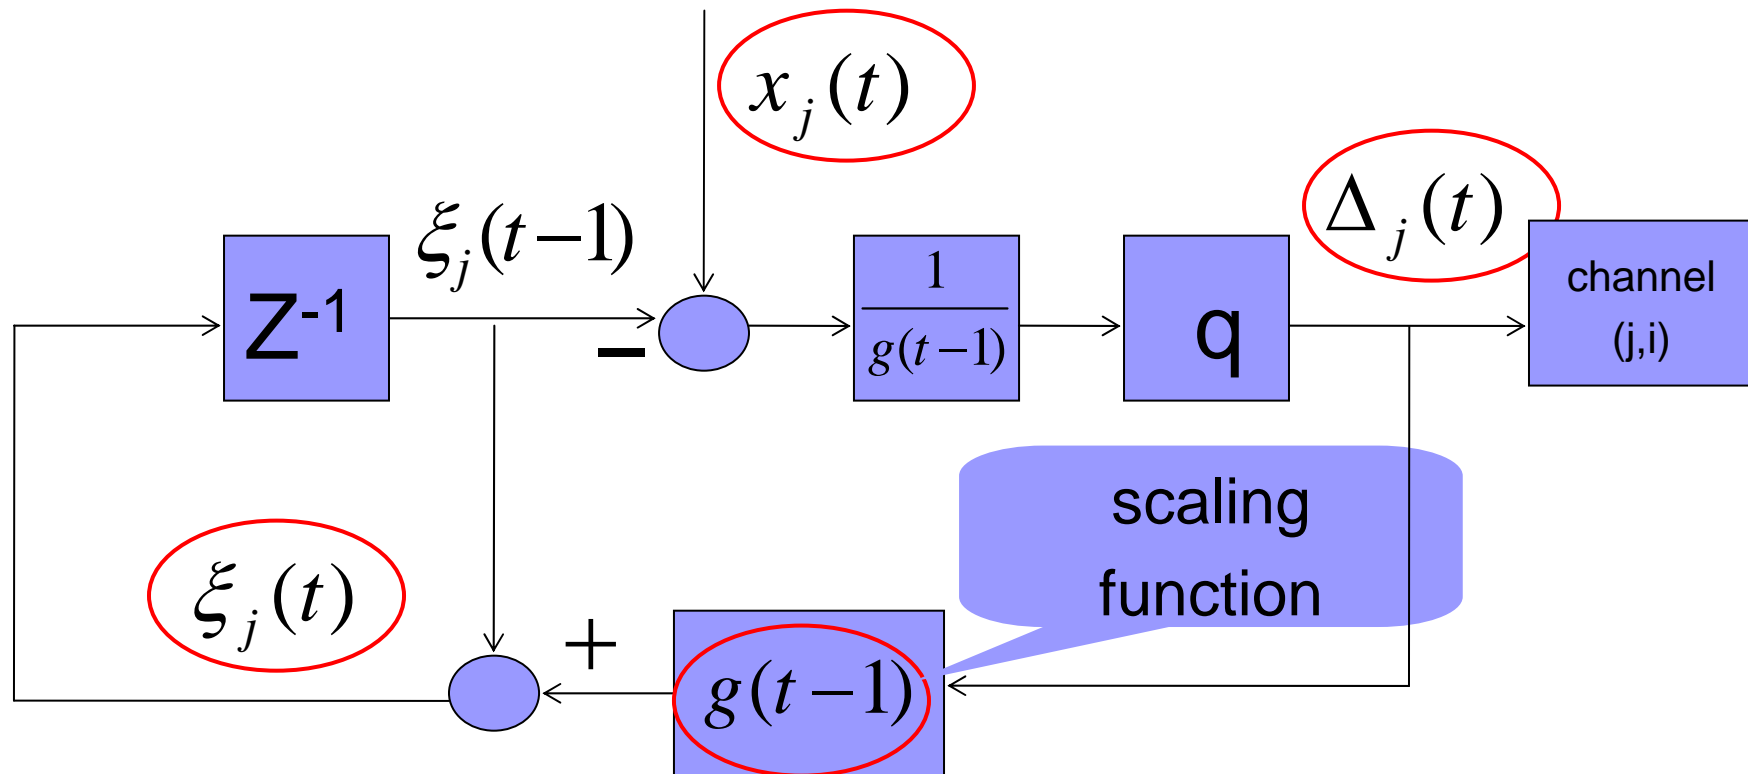 x_j(t)
Δ_j(t)
ξ_j(t−1)
Z⁻¹
−
1
g(t−1)
q
channel
(j,i)
scaling
function
ξ_j(t)
+
g(t−1)